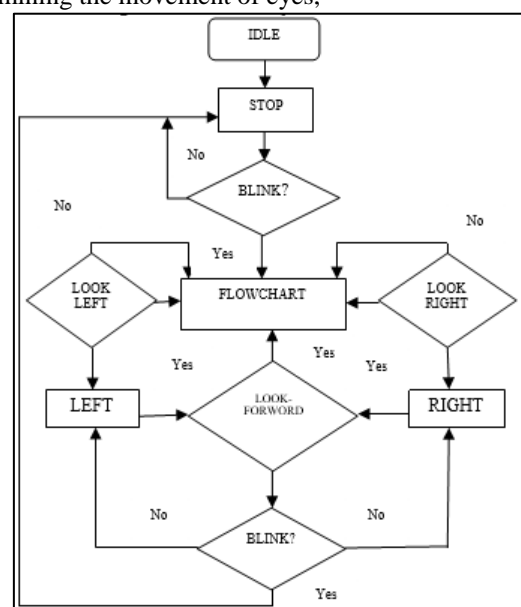 mining the movement of eyes,
IDLE
STOP
No
BLINK?
No
No
Yes
LOOK
LEFT
FLOWCHART
LOOK
RIGHT
Yes
Yes
Yes
LEFT
LOOK-
FORWORD
RIGHT
No
No
BLINK?
Yes